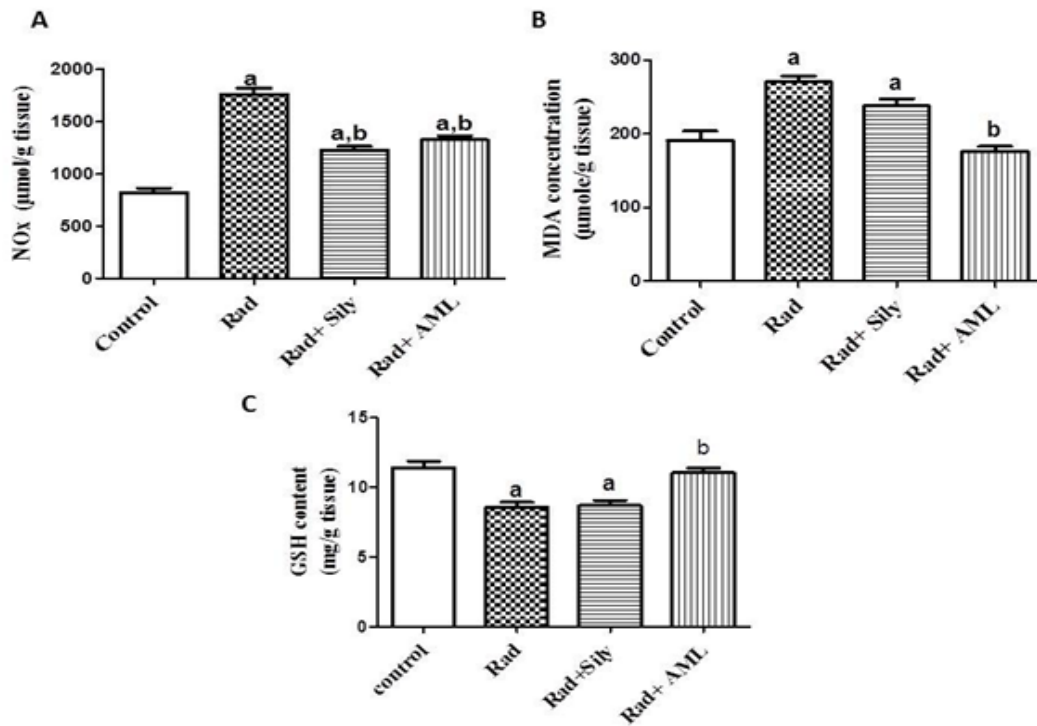 A
NOx (µmol/g tissue)
2000
1500
1000
500
0
a
a,b
a,b
Control
Rad
Rad+ Sily
Rad+ AML
B
MDA concentration
(µmole/g tissue)
300
200
100
0
a
a
b
Control
Rad
Rad+ Sily
Rad+ AML
C
GSH content
(mg/g tissue)
15
10
5
0
a
a
b
control
Rad
Rad+Sily
Rad+ AML